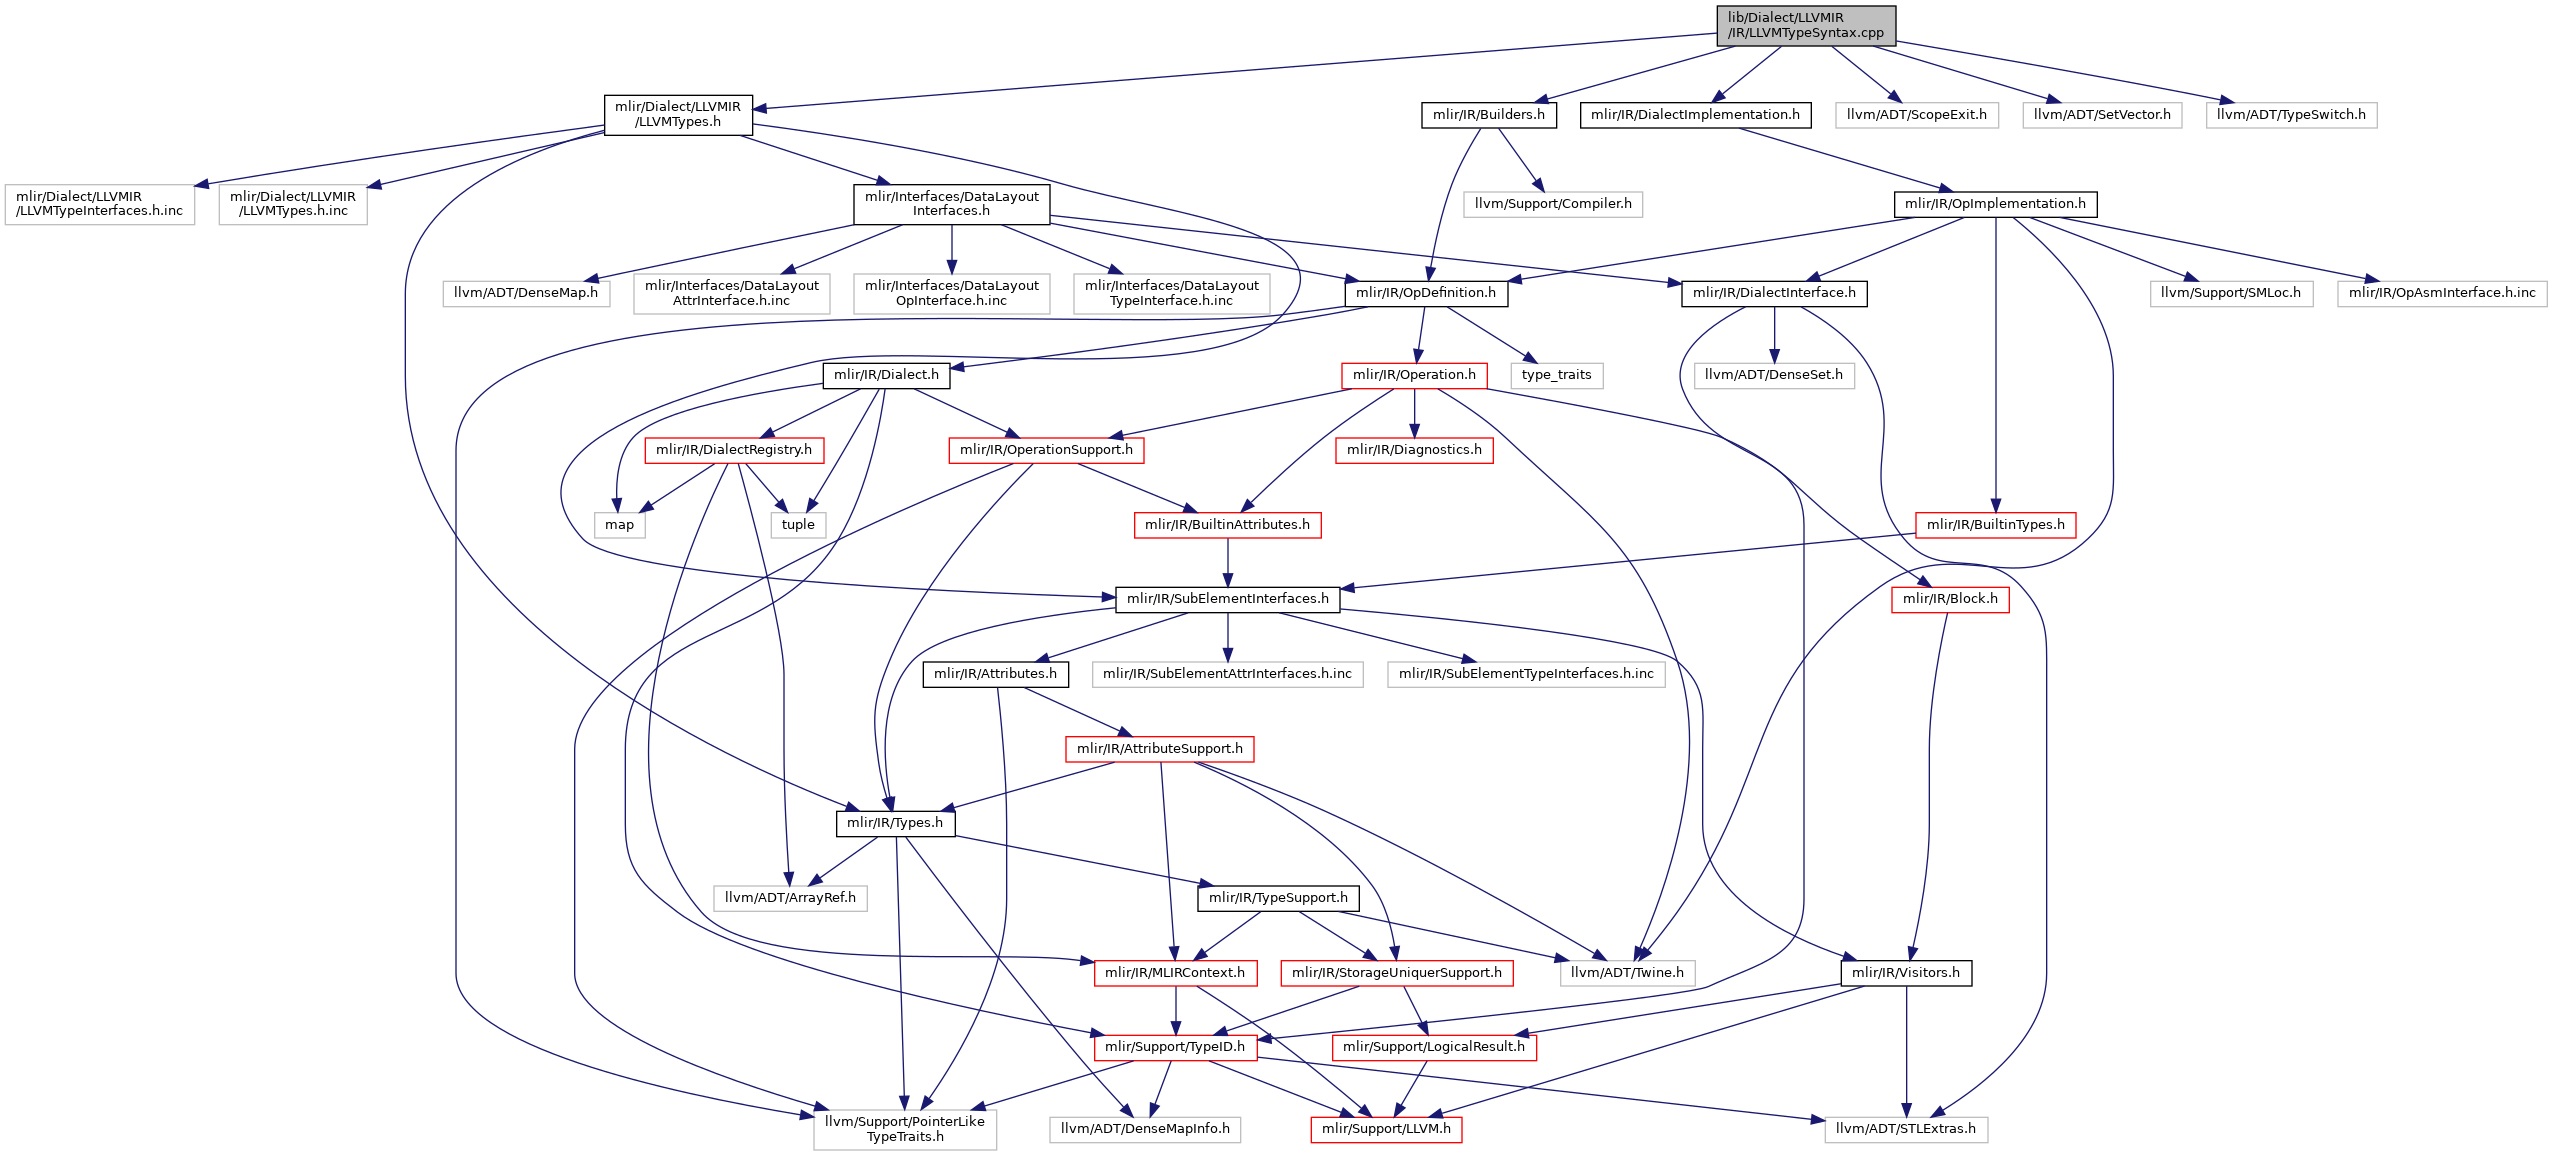 lib/Dialect/LLVMIR
/IR/LLVMTypeSyntax.cpp
mlir/Dialect/LLVMIR
/LLVMTypes.h
mlir/IR/Builders.h
mlir/IR/DialectImplementation.h
llvm/ADT/ScopeExit.h
llvm/ADT/SetVector.h
llvm/ADT/TypeSwitch.h
mlir/Dialect/LLVMIR
/LLVMTypeInterfaces.h.inc
mlir/Dialect/LLVMIR
/LLVMTypes.h.inc
mlir/Interfaces/DataLayout
Interfaces.h
llvm/Support/Compiler.h
mlir/IR/OpImplementation.h
llvm/ADT/DenseMap.h
mlir/Interfaces/DataLayout
AttrInterface.h.inc
mlir/Interfaces/DataLayout
OpInterface.h.inc
mlir/Interfaces/DataLayout
TypeInterface.h.inc
mlir/IR/OpDefinition.h
mlir/IR/DialectInterface.h
llvm/Support/SMLoc.h
mlir/IR/OpAsmInterface.h.inc
mlir/IR/Dialect.h
mlir/IR/Operation.h
type_traits
llvm/ADT/DenseSet.h
mlir/IR/DialectRegistry.h
mlir/IR/OperationSupport.h
mlir/IR/Diagnostics.h
map
tuple
mlir/IR/BuiltinAttributes.h
mlir/IR/BuiltinTypes.h
mlir/IR/SubElementInterfaces.h
mlir/IR/Block.h
mlir/IR/Attributes.h
mlir/IR/SubElementAttrInterfaces.h.inc
mlir/IR/SubElementTypeInterfaces.h.inc
mlir/IR/AttributeSupport.h
mlir/IR/Types.h
llvm/ADT/ArrayRef.h
mlir/IR/TypeSupport.h
mlir/IR/MLIRContext.h
mlir/IR/StorageUniquerSupport.h
llvm/ADT/Twine.h
mlir/IR/Visitors.h
mlir/Support/TypeID.h
mlir/Support/LogicalResult.h
llvm/Support/PointerLike
TypeTraits.h
llvm/ADT/DenseMapInfo.h
mlir/Support/LLVM.h
llvm/ADT/STLExtras.h